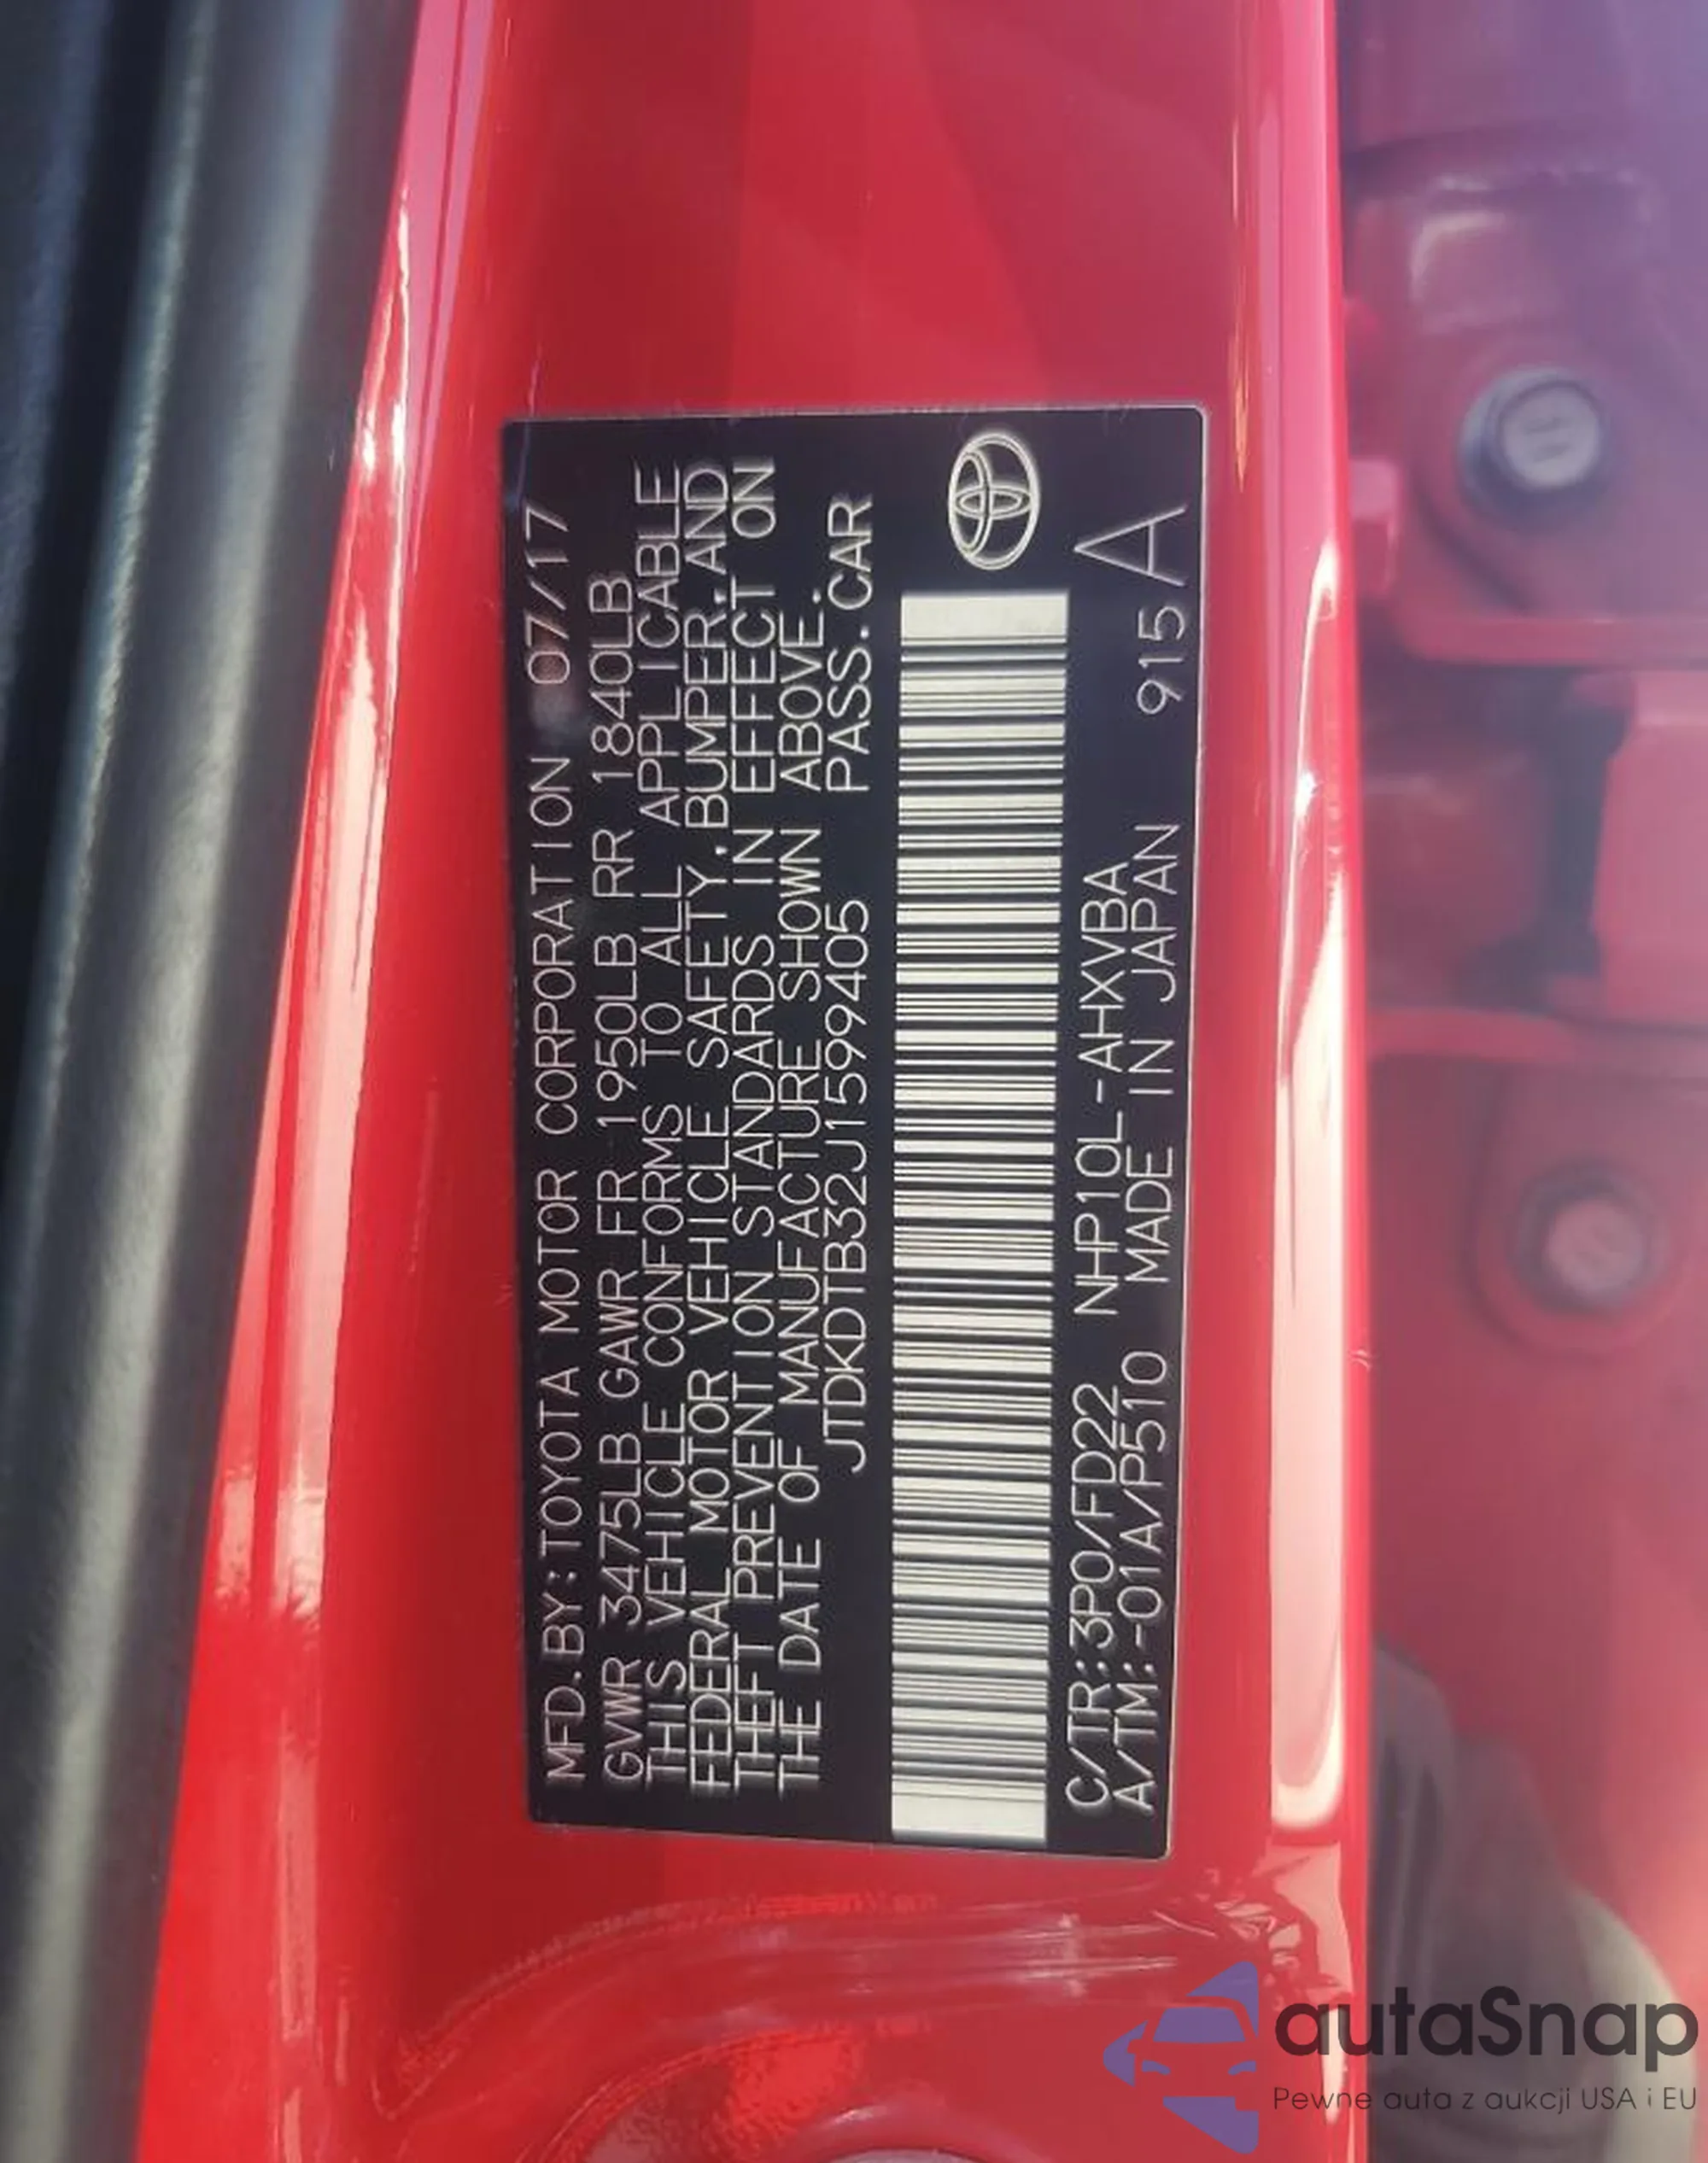 MFD.BY:TOYOTA MOTOR CORPORATION 07/17
GVWR 3475LB GAWR FR 1950LB RR 1840LB
THIS VEHICLE CONFORMS TO ALL APPLICABLE
FEDERAL MOTOR VEHICLE SAFETY,BUMPER,AND
THEFT PREVENTION STANDARDS IN EFFECT ON
THE DATE OF MANUFACTURE SHOWN ABOVE.
JTDKDTB32J1599405 PASS.CAR
C/TR:3P0/FD22 NHP10L-AHXVBA
A/TM:-01A/P510 MADE IN JAPAN 915 A
autaSnap
Pewne auta z aukcji USA i EU